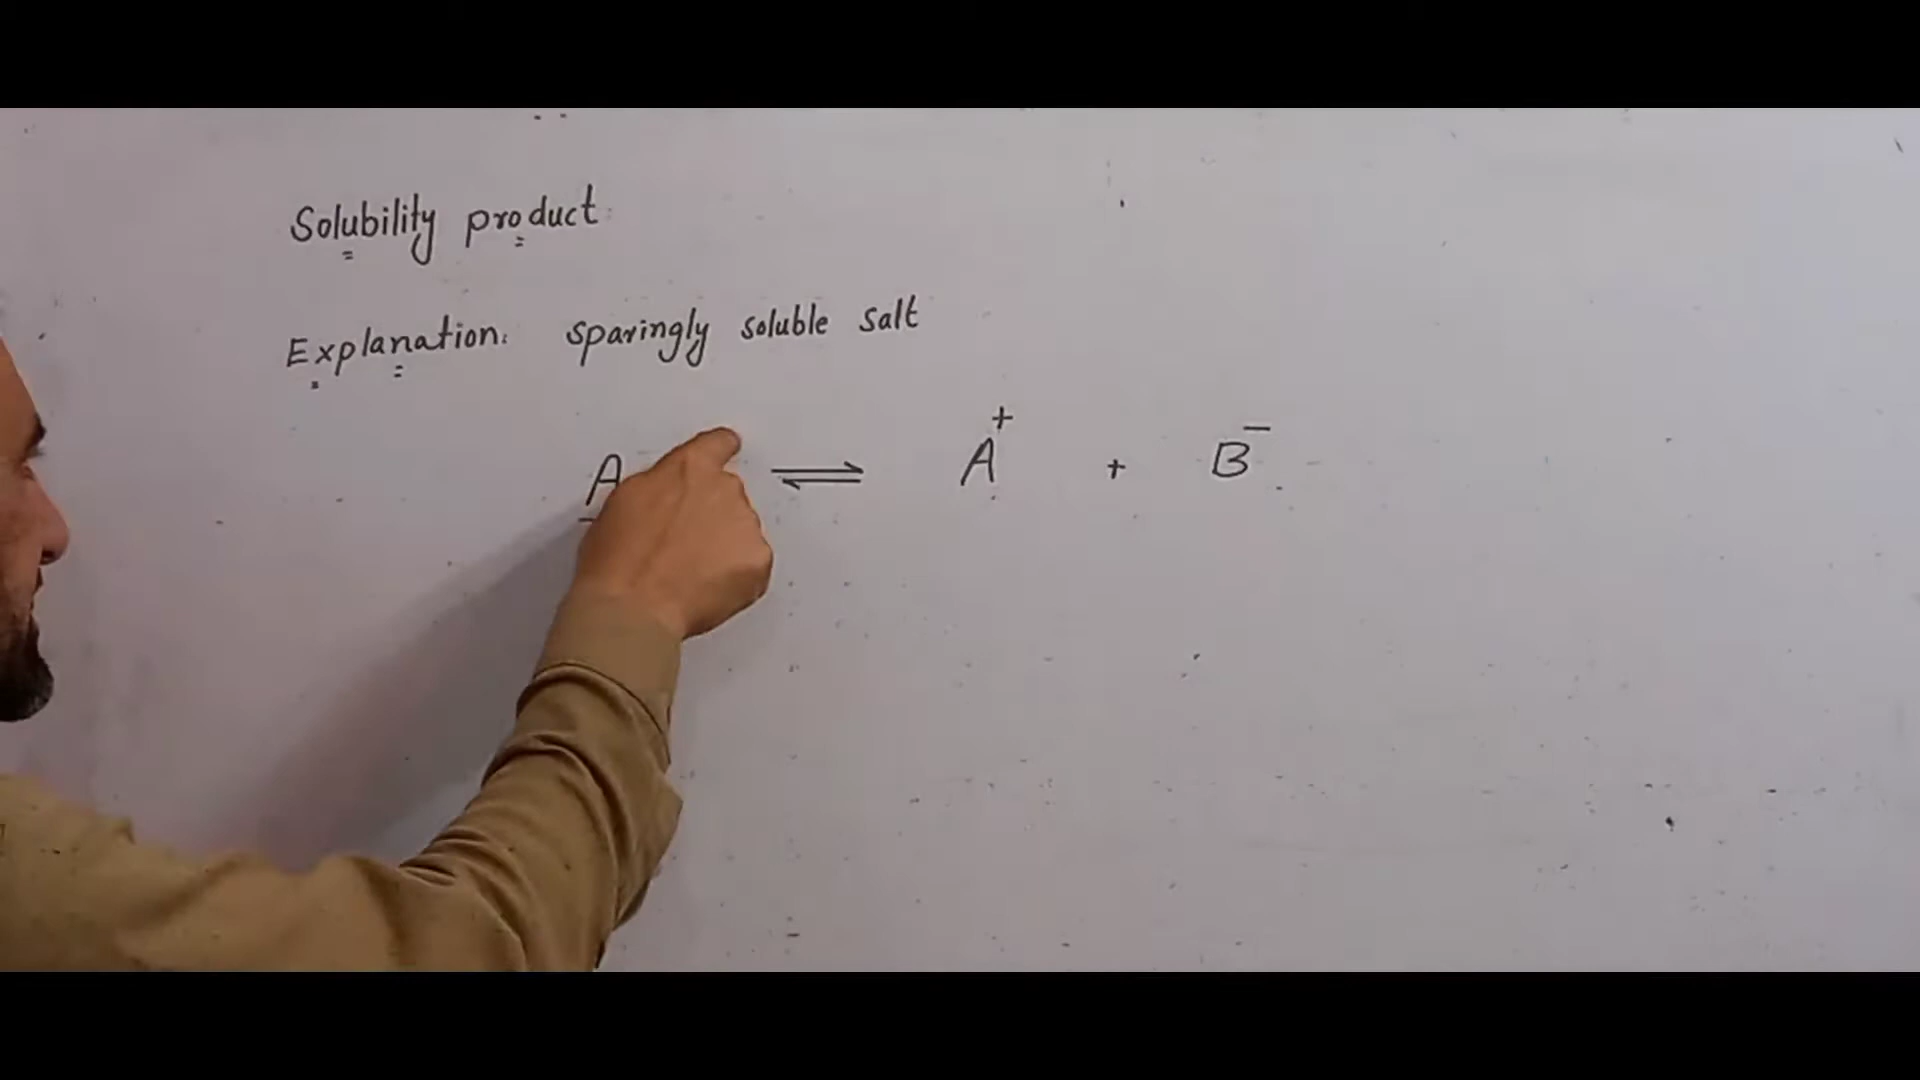 Solubility product
Explanation: sparingly soluble salt
A ⇌ A⁺ + B⁻